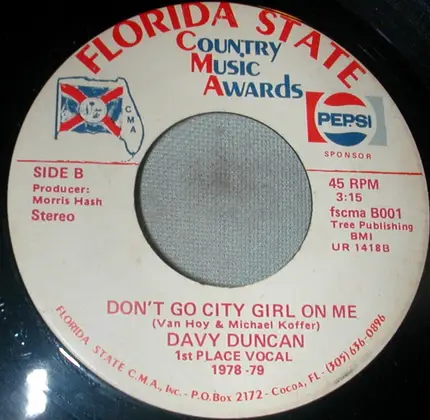 FLORIDA STATE
COUNTRY
MUSIC
AWARDS
CMA
PEPSI
SPONSOR
SIDE B
Producer:
Morris Hash
Stereo
45 RPM
3:15
fscma B001
Tree Publishing
BMI
UR 1418B
DON'T GO CITY GIRL ON ME
(Van Hoy & Michael Koffer)
DAVY DUNCAN
1st PLACE VOCAL
1978 -79
FLORIDA STATE C.M.A., Inc. - P.O. Box 2172 - Cocoa, FL - (305) 636-0896